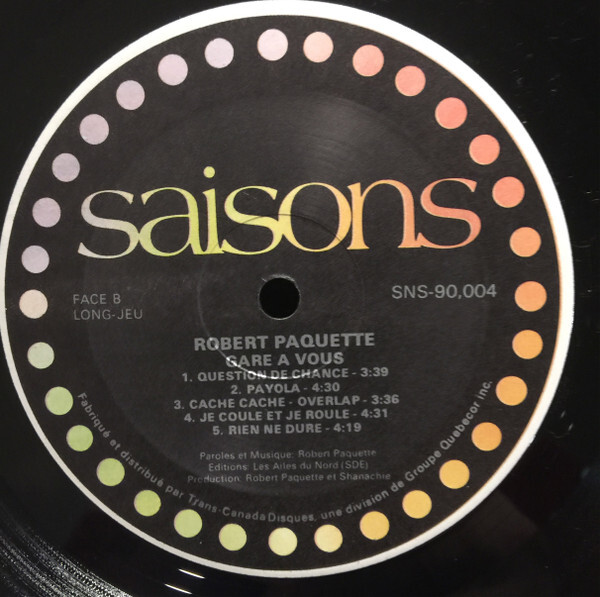 saisons
FACE B
LONG-JEU
SNS-90,004
ROBERT PAQUETTE
GARE A VOUS
1. QUESTION DE CHANCE - 3:39
2. PAYOLA - 4:30
3. CACHE CACHE - OVERLAP - 3:36
4. JE COULE ET JE ROULE - 4:31
5. RIEN NE DURE - 4:19
Paroles et Musique: Robert Paquette
Editions: Les Ailes du Nord (SDE)
Production: Robert Paquette et Shanachie
Fabriqué et distribué par Trans-Canada Disques, une division de Groupe Quebecor inc.